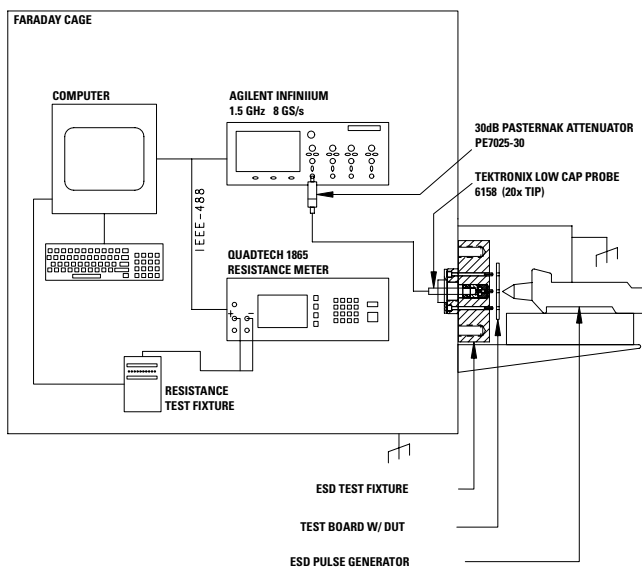 FARADAY CAGE
COMPUTER
AGILENT INFINIIUM
1.5 GHz 8 GS/s
30dB PASTERNAK ATTENUATOR
PE7025-30
TEKTRONIX LOW CAP PROBE
6158 (20x TIP)
IEEE-488
QUADTECH 1865
RESISTANCE METER
+ –
RESISTANCE
TEST FIXTURE
ESD TEST FIXTURE
TEST BOARD W/ DUT
ESD PULSE GENERATOR